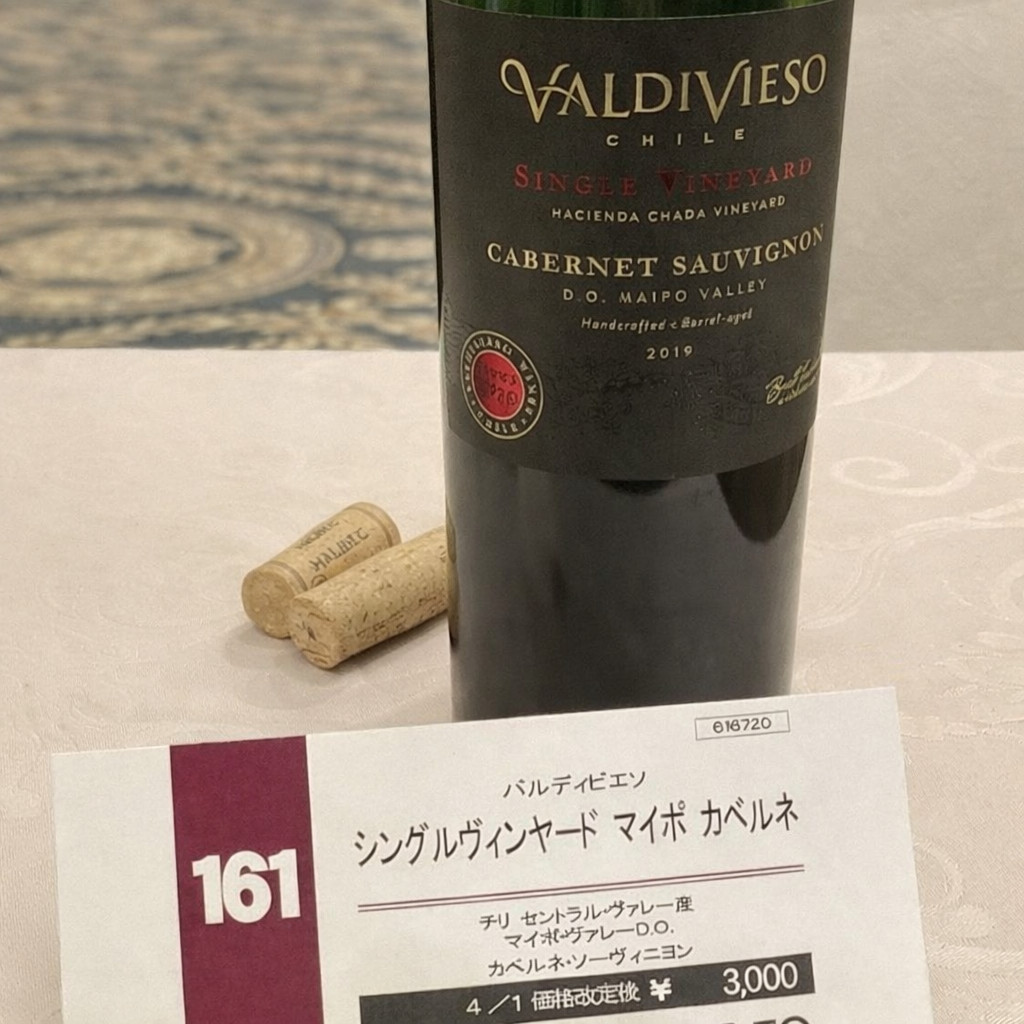 VALDIVIESO
CHILE
SINGLE VINEYARD
HACIENDA CHADA VINEYARD
CABERNET SAUVIGNON
D.O. MAIPO VALLEY
Handcrafted & Barrel-aged
2019
MALBEC
616720
161
バルディビエソ
シングルヴィンヤード マイポ カベルネ
チリ セントラル・ヴァレー産
マイポ・ヴァレーD.O.
カベルネ・ソーヴィニヨン
4/1 価格改定後 ¥ 3,000